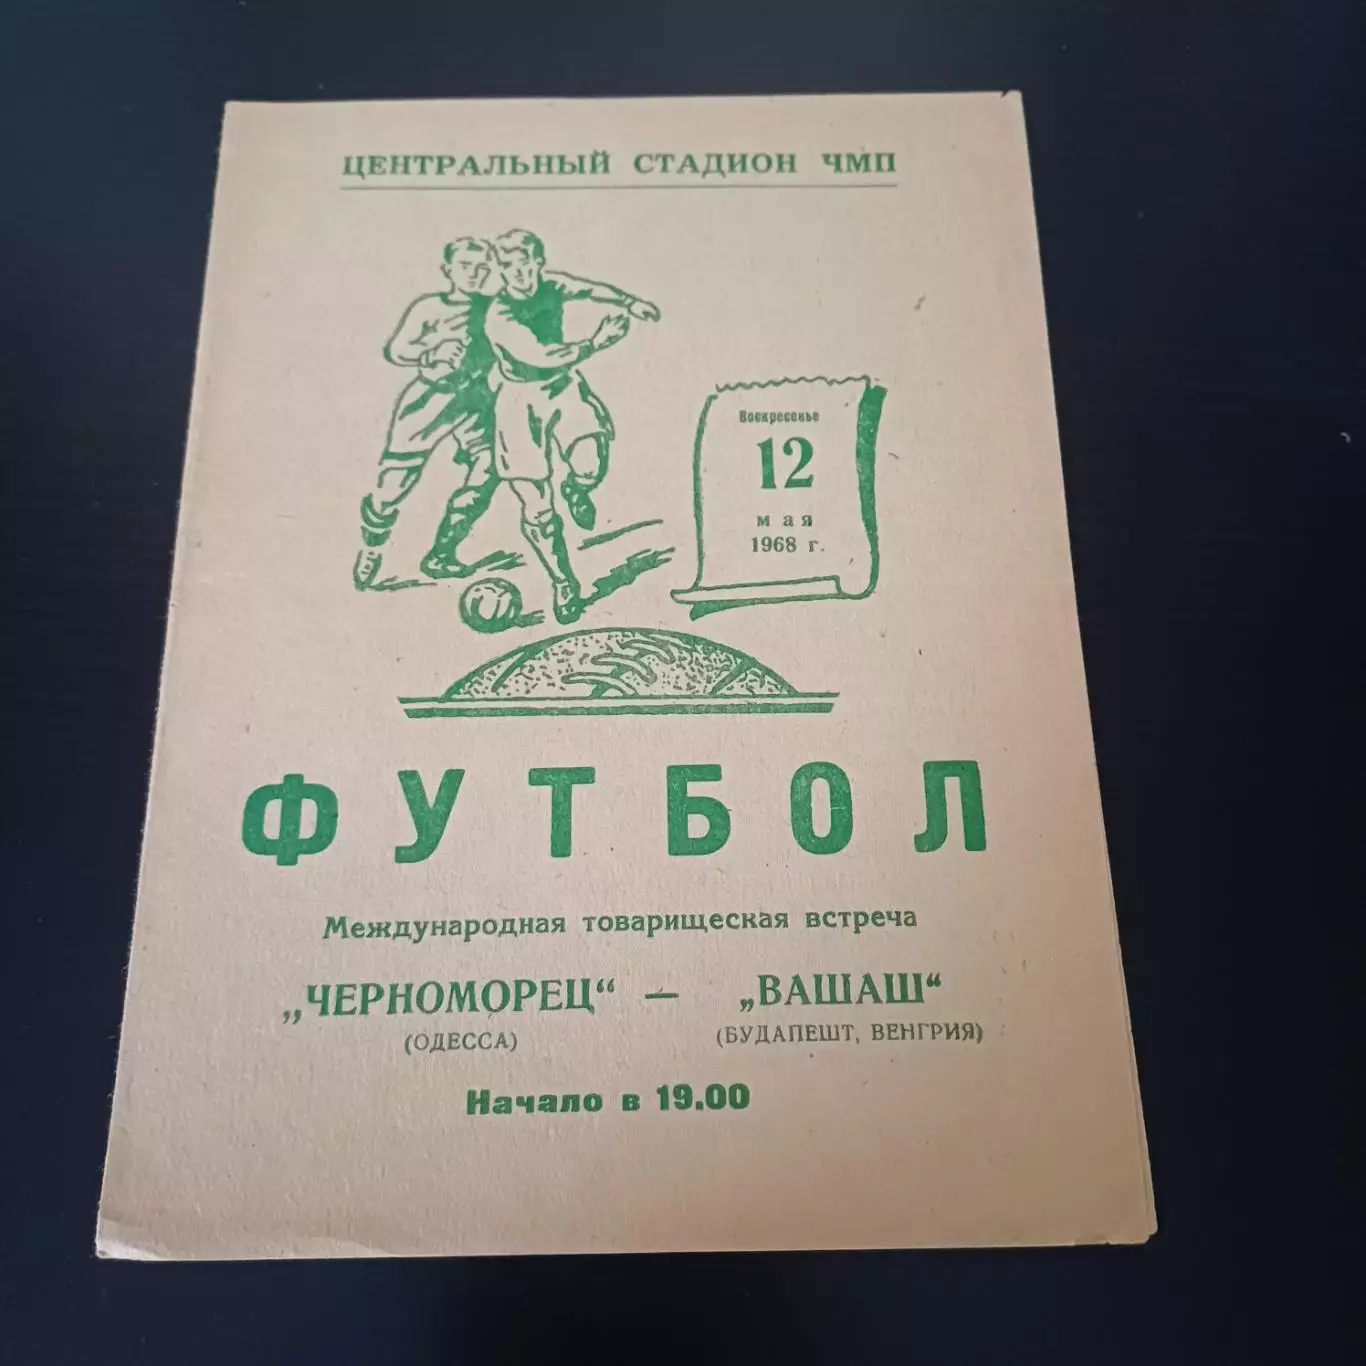 ЦЕНТРАЛЬНЫЙ СТАДИОН ЧМП
Воскресенье
12
мая
1968 г.
ФУТБОЛ
Международная товарищеская встреча
„ЧЕРНОМОРЕЦ“ — „ВАШАШ“
(ОДЕССА) (БУДАПЕШТ, ВЕНГРИЯ)
Начало в 19.00